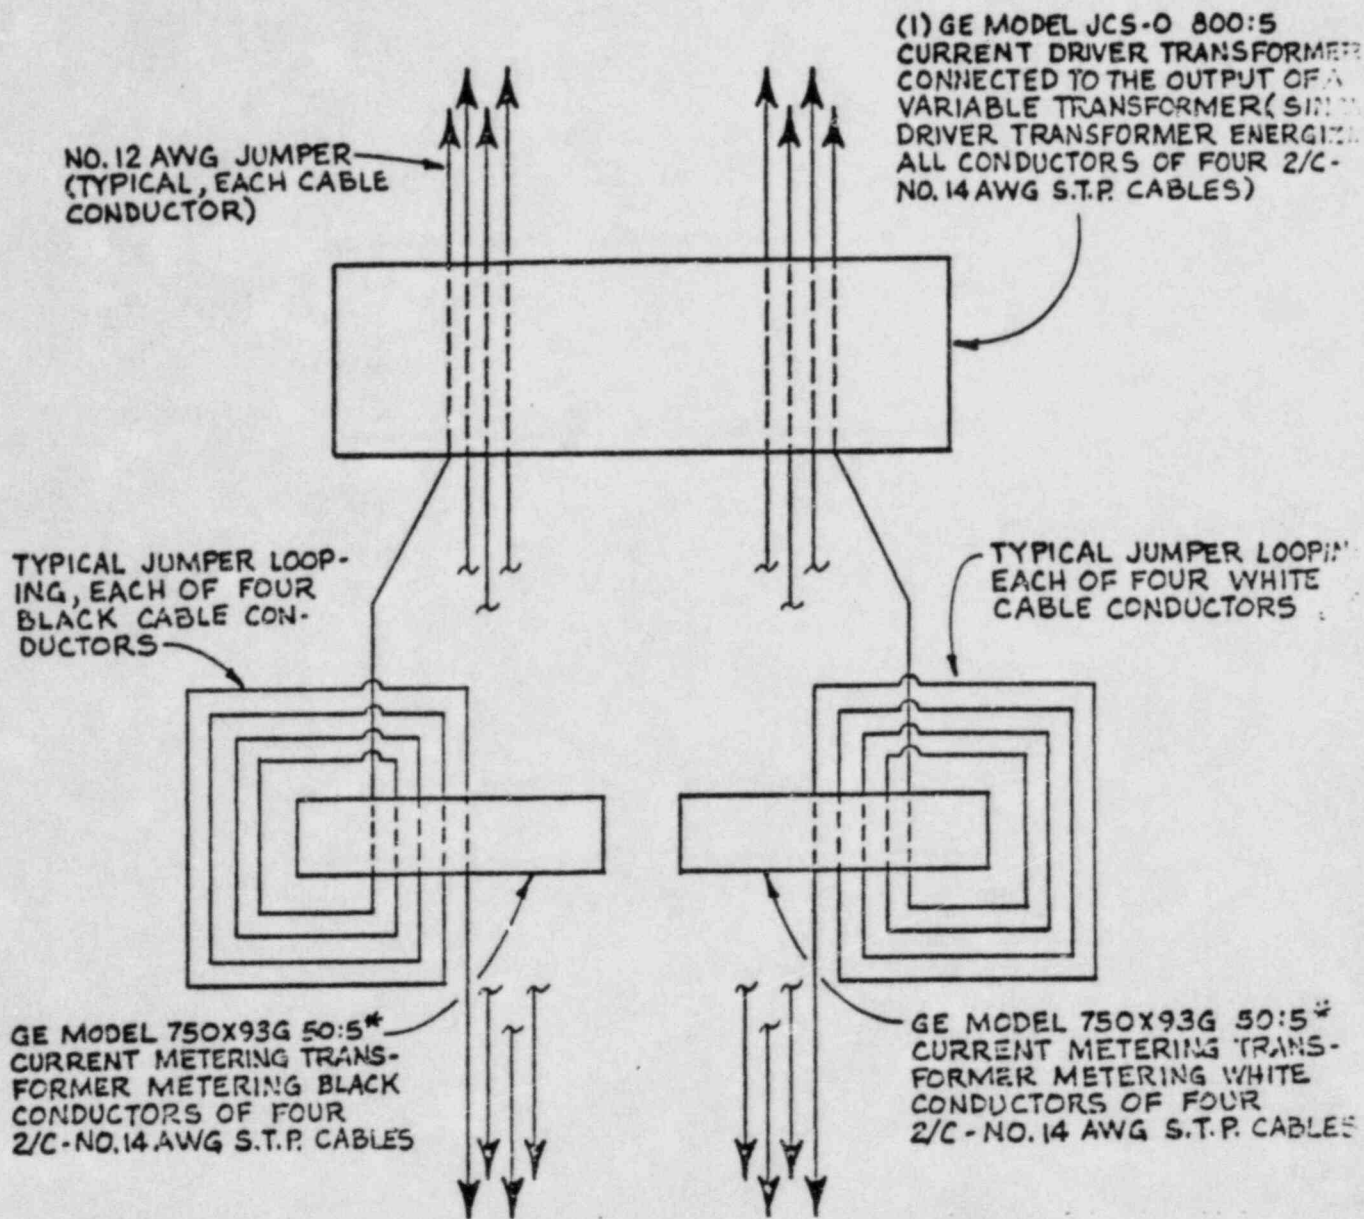 (1) GE MODEL JCS-0 800:5
CURRENT DRIVER TRANSFORMER
CONNECTED TO THE OUTPUT OF A
VARIABLE TRANSFORMER (
DRIVER TRANSFORMER
ALL CONDUCTORS OF FOUR 2/C-
NO. 14 AWG S.T.P. CABLES)
NO. 12 AWG JUMPER
(TYPICAL, EACH CABLE
CONDUCTOR)
TYPICAL JUMPER LOOP-
ING, EACH OF FOUR
BLACK CABLE CON-
DUCTORS
TYPICAL JUMPER
EACH OF FOUR WHITE
CABLE CONDUCTORS
GE MODEL 750X93G 50:5*
CURRENT METERING TRANS-
FORMER METERING BLACK
CONDUCTORS OF FOUR
2/C-NO. 14 AWG S.T.P. CABLES
GE MODEL 750X93G 50:5*
CURRENT METERING TRANS-
FORMER METERING WHITE
CONDUCTORS OF FOUR
2/C-NO. 14 AWG S.T.P. CABLES